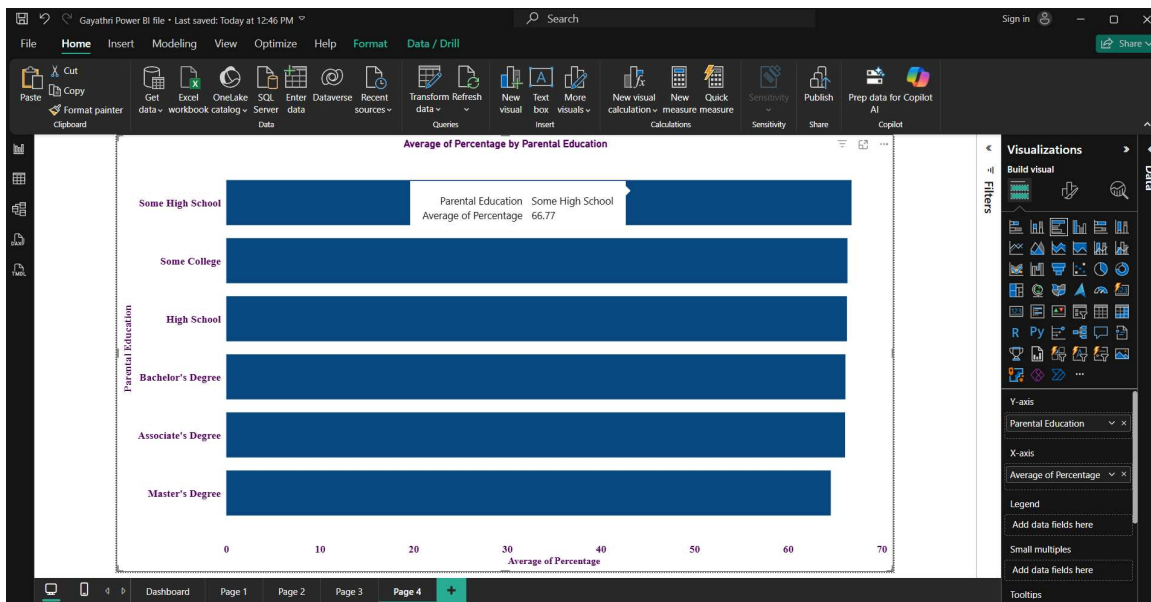 Gayathri Power BI file • Last saved: Today at 12:46 PM
Search
Sign in
File Home Insert Modeling View Optimize Help Format Data / Drill
Share
Paste
Cut
Copy
Format painter
Get data
Excel workbook
OneLake catalog
SQL Server
Enter data
Dataverse
Recent sources
Transform data
Refresh
New visual
Text box
More visuals
New visual calculation
New measure
Quick measure
Sensitivity
Publish
Prep data for AI
Copilot
Clipboard Data Queries Insert Calculations Sensitivity Share Copilot
Average of Percentage by Parental Education
Parental Education
Some High School
Some College
High School
Bachelor's Degree
Associate's Degree
Master's Degree
Parental Education Some High School
Average of Percentage 66.77
0 10 20 30 40 50 60 70
Average of Percentage
Filters
Visualizations
Data
Build visual
R Py
Y-axis
Parental Education
X-axis
Average of Percentage
Legend
Add data fields here
Small multiples
Add data fields here
Tooltips
Dashboard Page 1 Page 2 Page 3 Page 4